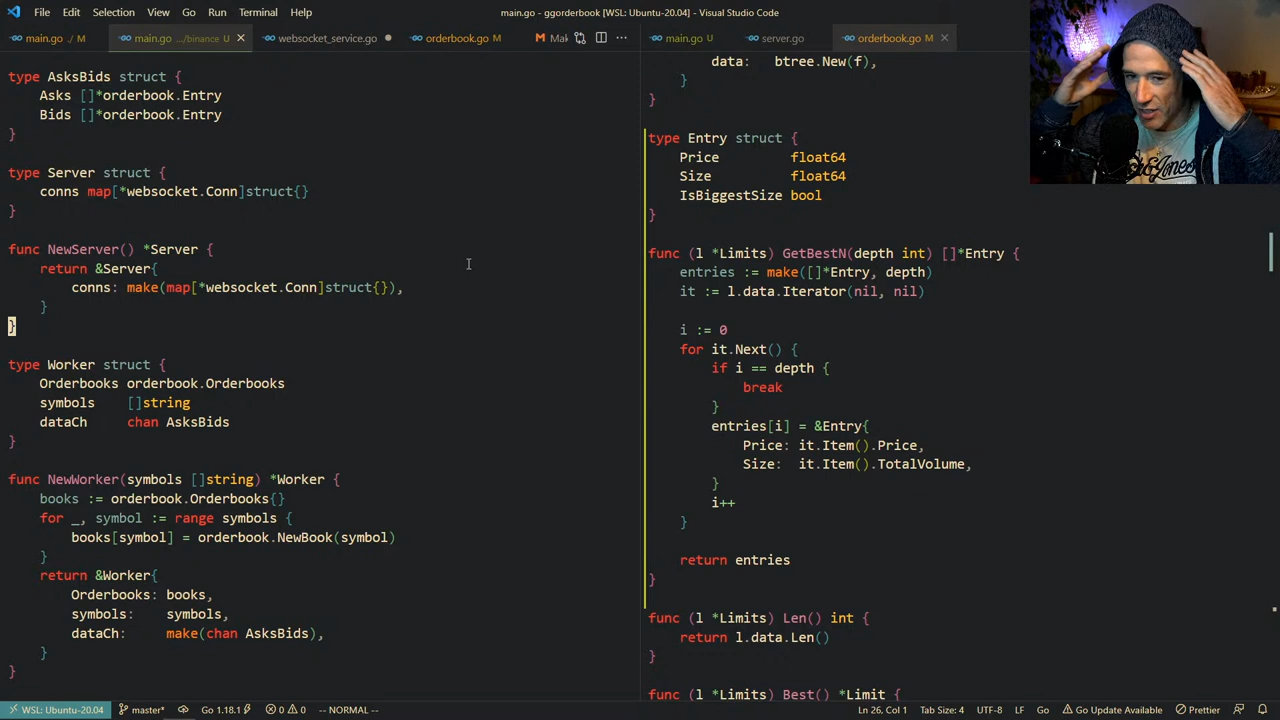 File Edit Selection View Go Run Terminal Help
main.go - ggorderbook [WSL: Ubuntu-20.04] - Visual Studio Code
main.go ./ M
main.go .../binance U
websocket_service.go
orderbook.go M
Mak
main.go U
server.go
orderbook.go M
type AsksBids struct {
Asks []*orderbook.Entry
Bids []*orderbook.Entry
}
type Server struct {
conns map[*websocket.Conn]struct{}
}
func NewServer() *Server {
return &Server{
conns: make(map[*websocket.Conn]struct{}),
}
}
type Worker struct {
Orderbooks orderbook.Orderbooks
symbols []string
dataCh chan AsksBids
}
func NewWorker(symbols []string) *Worker {
books := orderbook.Orderbooks{}
for _, symbol := range symbols {
books[symbol] = orderbook.NewBook(symbol)
}
return &Worker{
Orderbooks: books,
symbols: symbols,
dataCh: make(chan AsksBids),
}
}
data: btree.New(f),
}
}
type Entry struct {
Price float64
Size float64
IsBiggestSize bool
}
func (l *Limits) GetBestN(depth int) []*Entry {
entries := make([]*Entry, depth)
it := l.data.Iterator(nil, nil)
i := 0
for it.Next() {
if i == depth {
break
}
entries[i] = &Entry{
Price: it.Item().Price,
Size: it.Item().TotalVolume,
}
i++
}
return entries
}
func (l *Limits) Len() int {
return l.data.Len()
}
func (l *Limits) Best() *Limit {
WSL: Ubuntu-20.04 master* Go 1.18.1 0 0 -- NORMAL -- Ln 26, Col 1 Tab Size: 4 UTF-8 LF Go Go Update Available Prettier